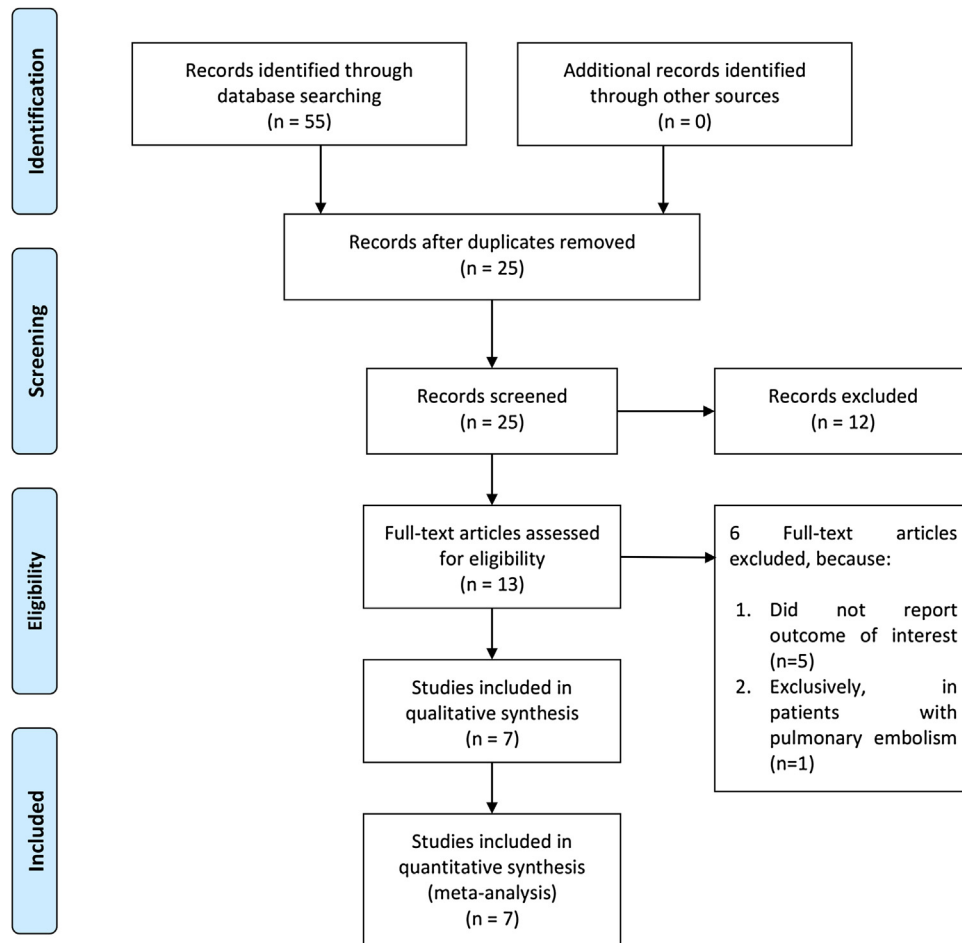 Identification
Records identified through
database searching
(n = 55)
Additional records identified
through other sources
(n = 0)
Records after duplicates removed
(n = 25)
Screening
Records screened
(n = 25)
Records excluded
(n = 12)
Eligibility
Full-text articles assessed
for eligibility
(n = 13)
6 Full-text articles
excluded, because:
1. Did not report
outcome of interest
(n=5)
2. Exclusively, in
patients with
pulmonary embolism
(n=1)
Studies included in
qualitative synthesis
(n = 7)
Included
Studies included in
quantitative synthesis
(meta-analysis)
(n = 7)